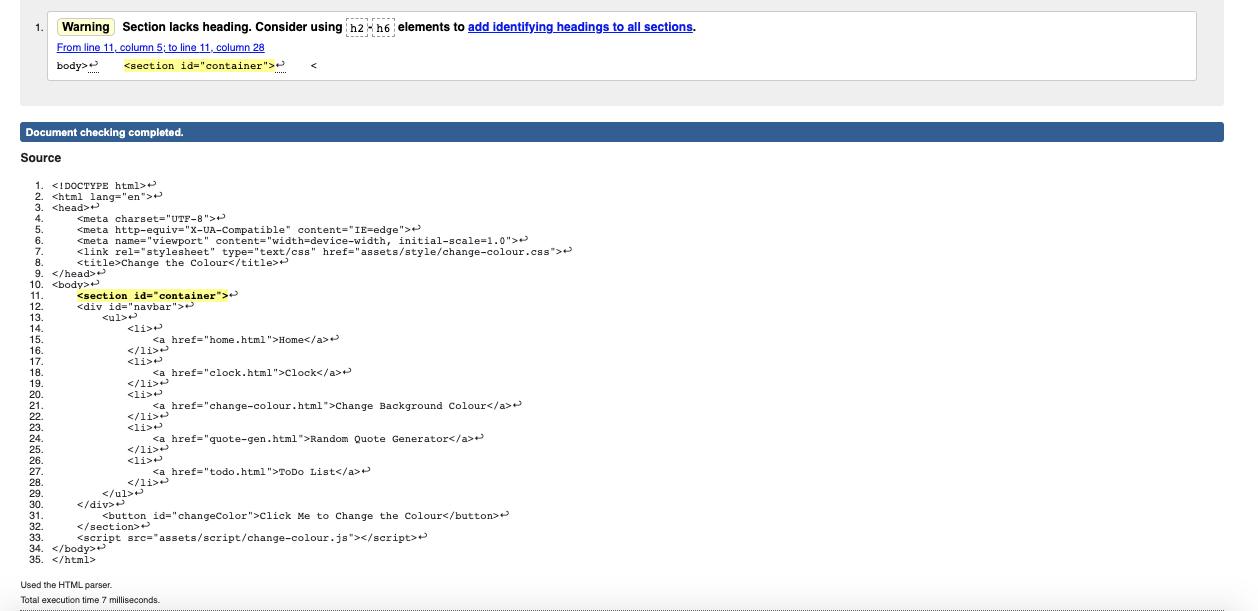 1. Warning Section lacks heading. Consider using h2-h6 elements to add identifying headings to all sections.
From line 11, column 5; to line 11, column 28
body>↩    <section id="container">↩    <
Document checking completed.
Source
1. <!DOCTYPE html>↩
2. <html lang="en">↩
3. <head>↩
4.     <meta charset="UTF-8">↩
5.     <meta http-equiv="X-UA-Compatible" content="IE=edge">↩
6.     <meta name="viewport" content="width=device-width, initial-scale=1.0">↩
7.     <link rel="stylesheet" type="text/css" href="assets/style/change-colour.css">↩
8.     <title>Change the Colour</title>↩
9. </head>↩
10. <body>↩
11.     <section id="container">↩
12.     <div id="navbar">↩
13.         <ul>↩
14.             <li>↩
15.                 <a href="home.html">Home</a>↩
16.             </li>↩
17.             <li>↩
18.                 <a href="clock.html">Clock</a>↩
19.             </li>↩
20.             <li>↩
21.                 <a href="change-colour.html">Change Background Colour</a>↩
22.             </li>↩
23.             <li>↩
24.                 <a href="quote-gen.html">Random Quote Generator</a>↩
25.             </li>↩
26.             <li>↩
27.                 <a href="todo.html">ToDo List</a>↩
28.             </li>↩
29.         </ul>↩
30.     </div>↩
31.         <button id="changeColor">Click Me to Change the Colour</button>↩
32.     </section>↩
33.     <script src="assets/script/change-colour.js"></script>↩
34. </body>↩
35. </html>
Used the HTML parser.
Total execution time 7 milliseconds.